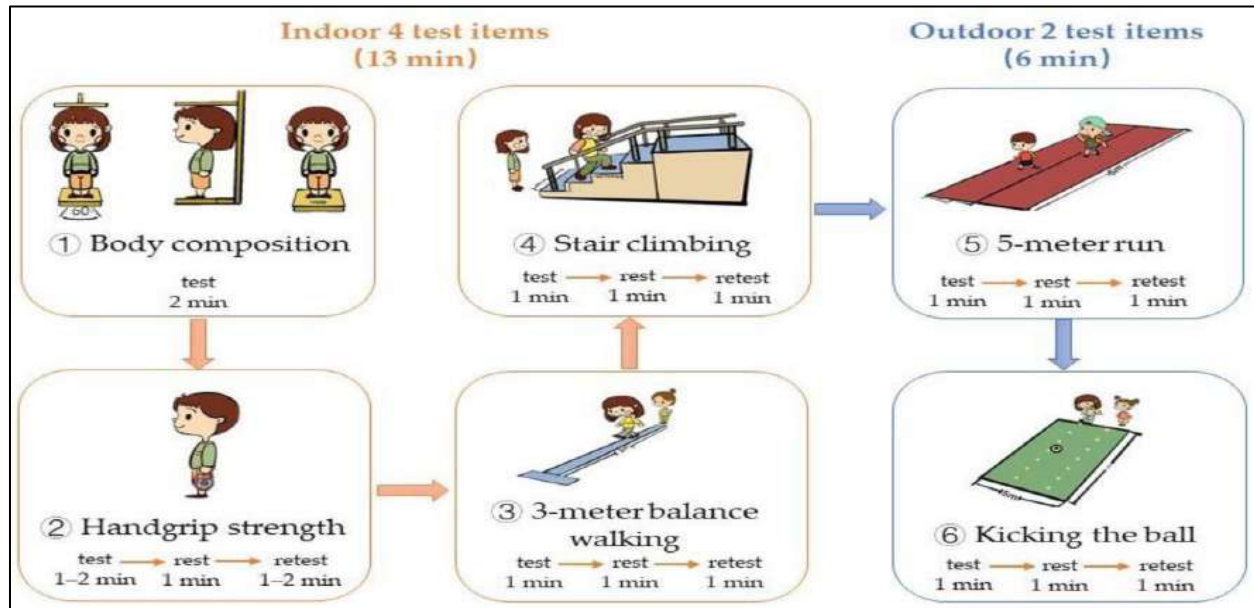 Indoor 4 test items
(13 min)
Outdoor 2 test items
(6 min)
60
① Body composition
test
2 min
② Handgrip strength
test → rest → retest
1–2 min 1 min 1–2 min
③ 3-meter balance
walking
test → rest → retest
1 min 1 min 1 min
④ Stair climbing
test → rest → retest
1 min 1 min 1 min
⑤ 5-meter run
test → rest → retest
1 min 1 min 1 min
⑥ Kicking the ball
test → rest → retest
1 min 1 min 1 min